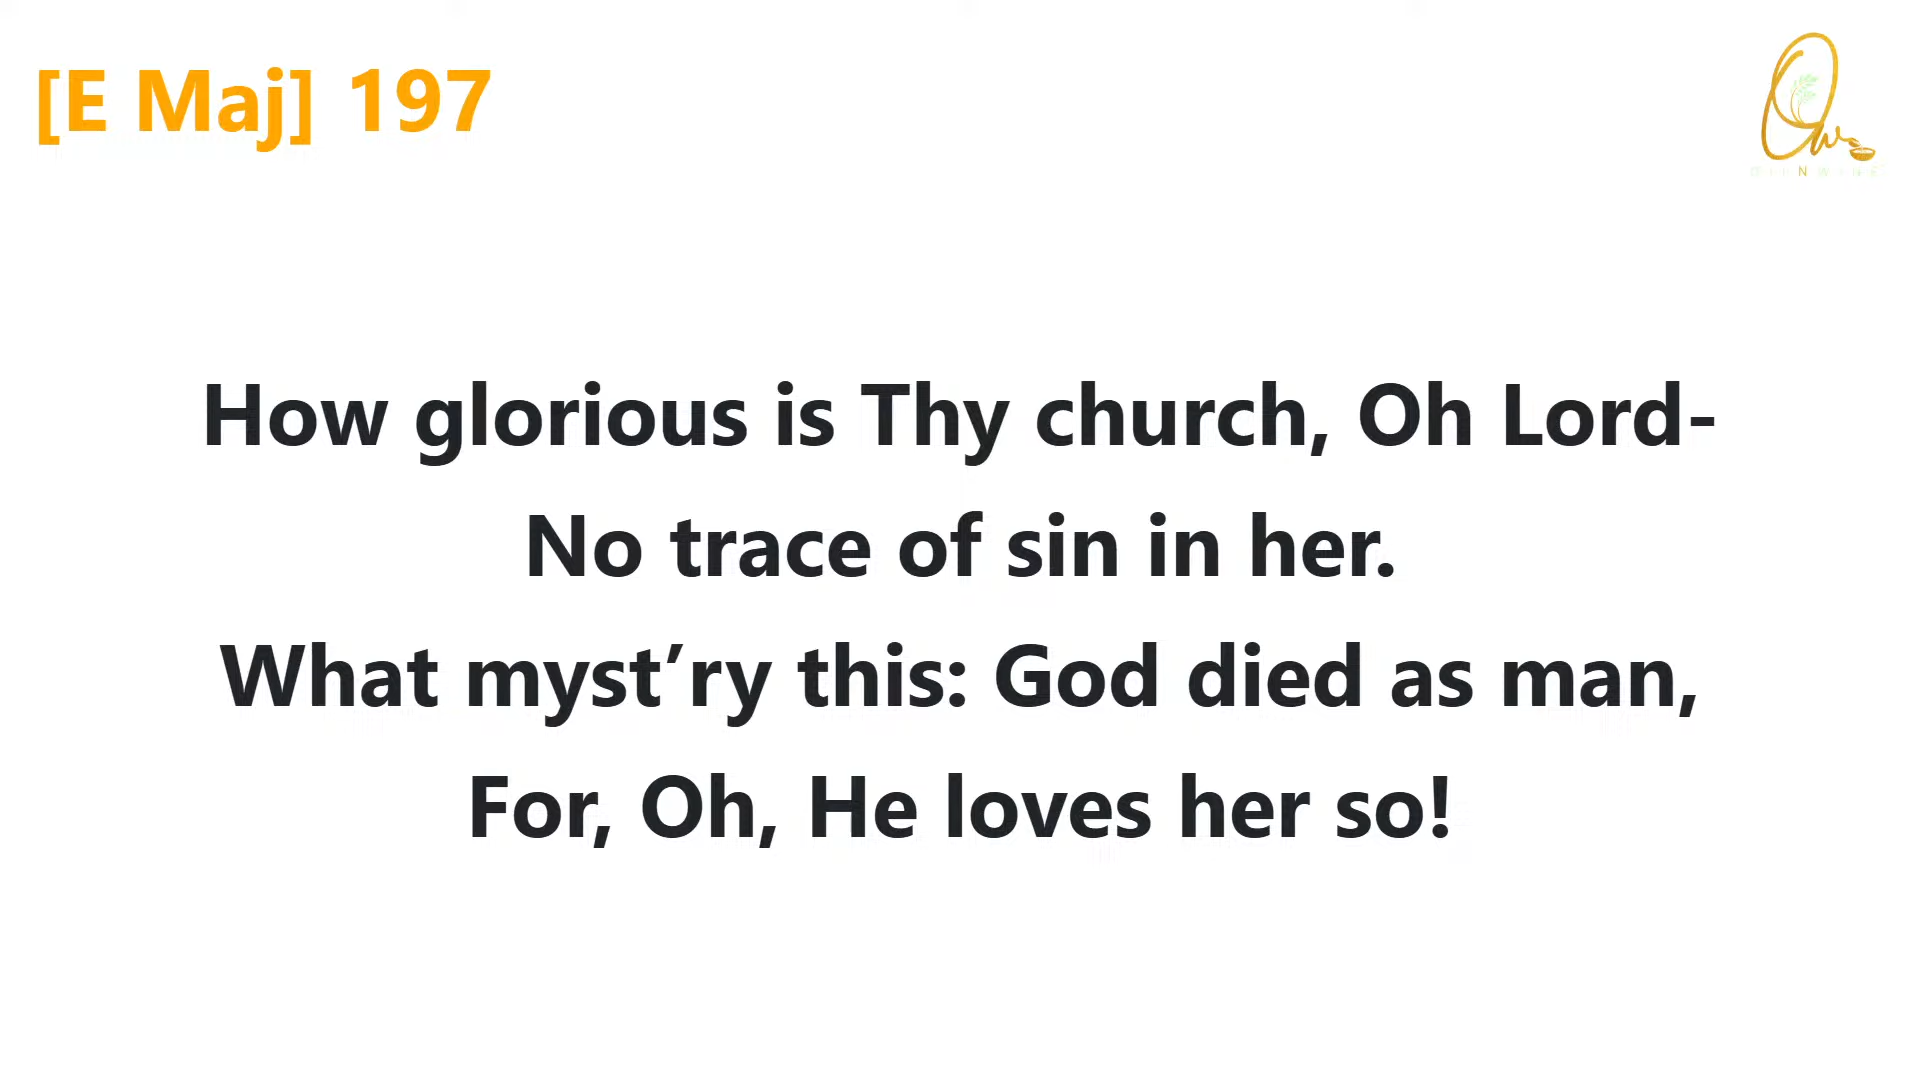 [E Maj] 197
How glorious is Thy church, Oh Lord-
No trace of sin in her.
What myst’ry this: God died as man,
For, Oh, He loves her so!